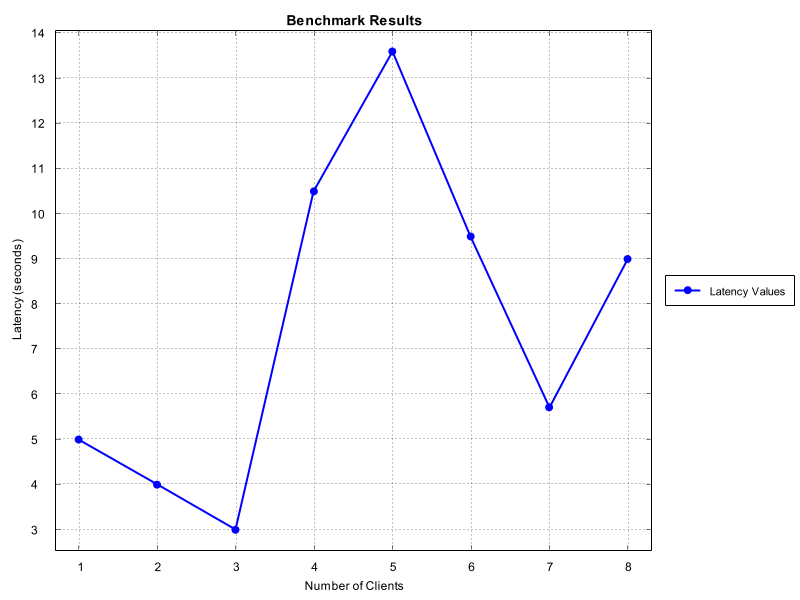 Benchmark Results
14
13
12
11
10
9
8
7
6
5
4
3
Latency (seconds)
1 2 3 4 5 6 7 8
Number of Clients
Latency Values